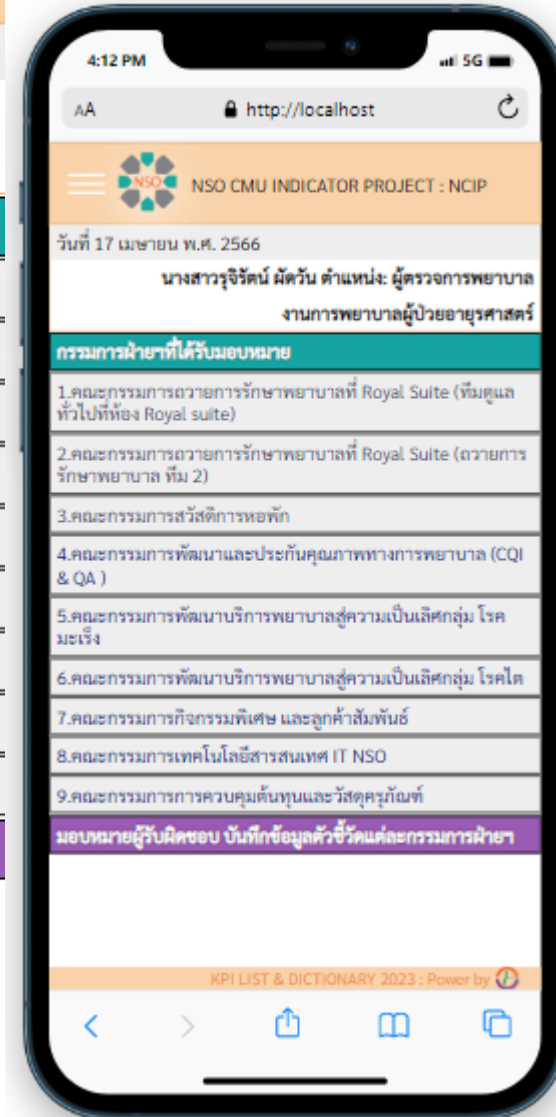 4:12 PM
5G
AA
http://localhost
NSO
NSO CMU INDICATOR PROJECT : NCIP
วันที่ 17 เมษายน พ.ศ. 2566
นางสาวรุจิรัตน์ ผัดวัน ตำแหน่ง: ผู้ตรวจการพยาบาล
งานการพยาบาลผู้ป่วยอายุรศาสตร์
กรรมการฝ่ายฯที่ได้รับมอบหมาย
1.คณะกรรมการถวายการรักษาพยาบาลที่ Royal Suite (ทีมดูแล
ทั่วไปที่ห้อง Royal suite)
2.คณะกรรมการถวายการรักษาพยาบาลที่ Royal Suite (ถวายการ
รักษาพยาบาล ทีม 2)
3.คณะกรรมการสวัสดิการหอพัก
4.คณะกรรมการพัฒนาและประกันคุณภาพทางการพยาบาล (CQI
& QA )
5.คณะกรรมการพัฒนาบริการพยาบาลสู่ความเป็นเลิศกลุ่ม โรค
มะเร็ง
6.คณะกรรมการพัฒนาบริการพยาบาลสู่ความเป็นเลิศกลุ่ม โรคไต
7.คณะกรรมการกิจกรรมพิเศษ และลูกค้าสัมพันธ์
8.คณะกรรมการเทคโนโลยีสารสนเทศ IT NSO
9.คณะกรรมการการควบคุมต้นทุนและวัสดุครุภัณฑ์
มอบหมายผู้รับผิดชอบ บันทึกข้อมูลตัวชี้วัดแต่ละกรรมการฝ่ายฯ
KPI LIST & DICTIONARY 2023 : Power by